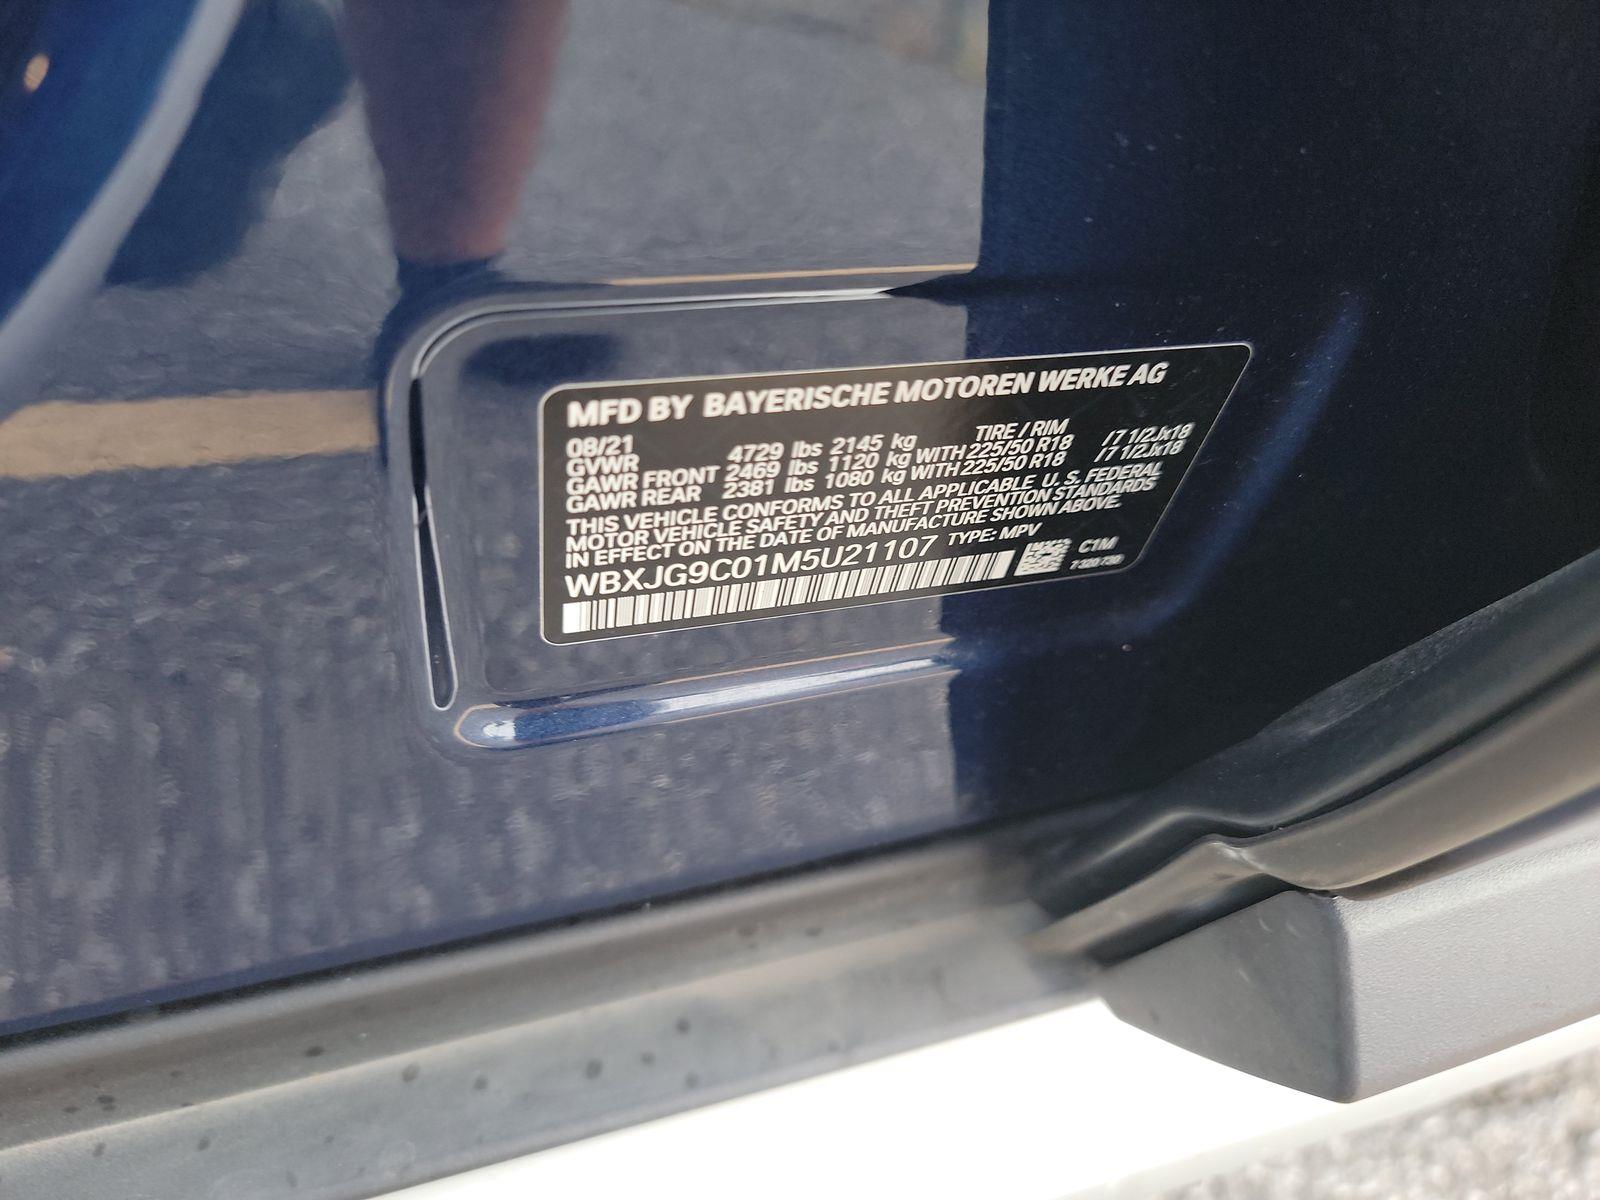 MFD BY BAYERISCHE MOTOREN WERKE AG
08/21 TIRE / RIM
GVWR 4729 lbs 2145 kg
GAWR FRONT 2469 lbs 1120 kg WITH 225/50 R18 /7 1/2Jx18
GAWR REAR 2381 lbs 1080 kg WITH 225/50 R18 /7 1/2Jx18
THIS VEHICLE CONFORMS TO ALL APPLICABLE U. S. FEDERAL
MOTOR VEHICLE SAFETY AND THEFT PREVENTION STANDARDS
IN EFFECT ON THE DATE OF MANUFACTURE SHOWN ABOVE.
WBXJG9C01M5U21107 TYPE: MPV
C1M
7 320 730